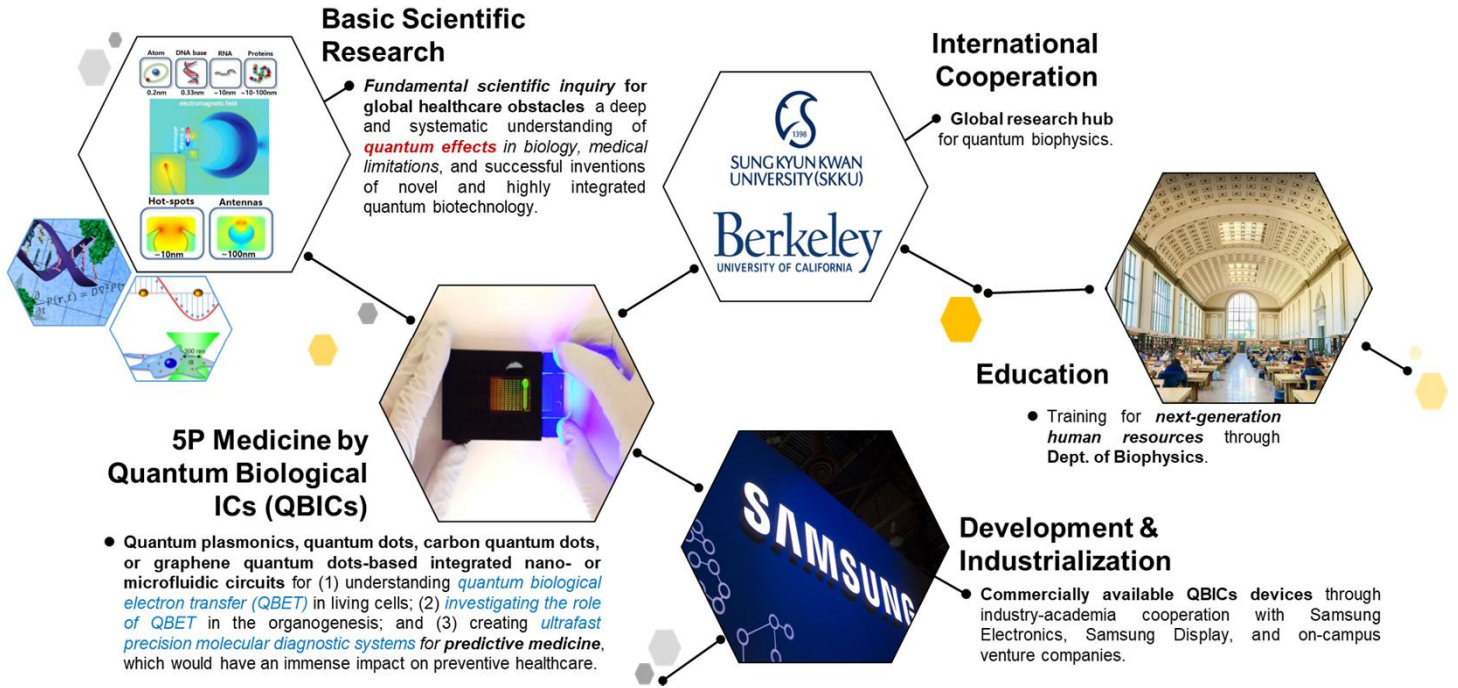 Basic Scientific
Research
Fundamental scientific inquiry for
global healthcare obstacles a deep
and systematic understanding of
quantum effects in biology, medical
limitations, and successful inventions
of novel and highly integrated
quantum biotechnology.
Atom DNA base RNA Proteins
0.2nm 0.33nm ~10nm ~10-100nm
electromagnetic field
Hot-spots Antennas
~10nm ~100nm
300 nm
International
Cooperation
Global research hub
for quantum biophysics.
1398
SUNG KYUN KWAN
UNIVERSITY(SKKU)
Berkeley
UNIVERSITY OF CALIFORNIA
Education
Training for next-generation
human resources through
Dept. of Biophysics.
5P Medicine by
Quantum Biological
ICs (QBICs)
Quantum plasmonics, quantum dots, carbon quantum dots,
or graphene quantum dots-based integrated nano- or
microfluidic circuits for (1) understanding quantum biological
electron transfer (QBET) in living cells; (2) investigating the role
of QBET in the organogenesis; and (3) creating ultrafast
precision molecular diagnostic systems for predictive medicine,
which would have an immense impact on preventive healthcare.
SAMSUNG
Development &
Industrialization
Commercially available QBICs devices through
industry-academia cooperation with Samsung
Electronics, Samsung Display, and on-campus
venture companies.